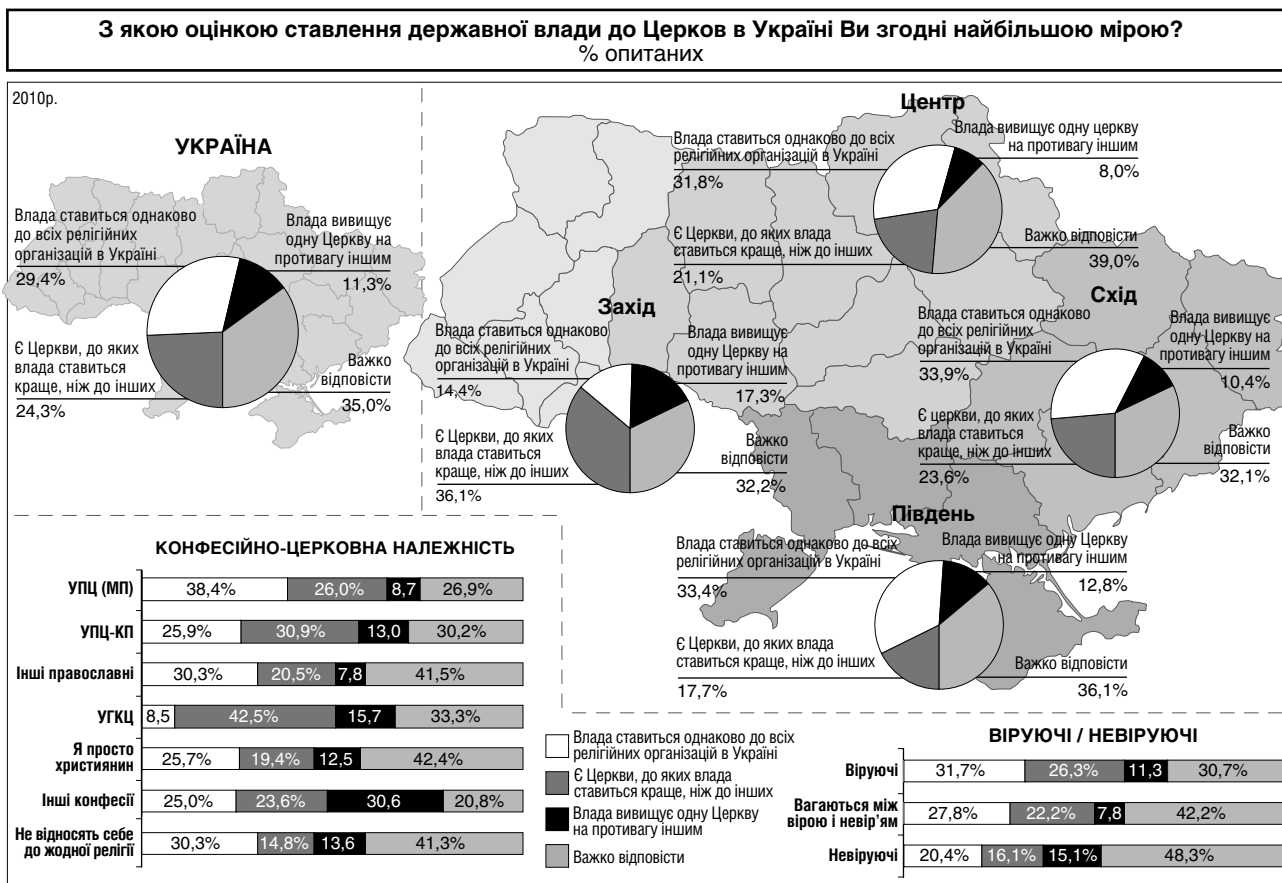 З якою оцінкою ставлення державної влади до Церков в Україні Ви згодні найбільшою мірою?
% опитаних
2010р.
УКРАЇНА
Влада ставиться однаково
до всіх релігійних
організацій в Україні
29,4%
Влада вивищує
одну Церкву на
противагу іншим
11,3%
Є Церкви, до яких
влада ставиться
краще, ніж до інших
24,3%
Важко
відповісти
35,0%
Центр
Влада ставиться однаково до всіх
релігійних організацій в Україні
31,8%
Влада вивищує одну церкву
на противагу іншим
8,0%
Є Церкви, до яких влада
ставиться краще, ніж до інших
21,1%
Важко відповісти
39,0%
Захід
Влада ставиться однаково
до всіх релігійних
організацій в Україні
14,4%
Влада вивищує
одну Церкву на
противагу іншим
17,3%
Є Церкви, до яких
влада ставиться
краще, ніж до інших
36,1%
Важко
відповісти
32,2%
Схід
Влада ставиться однаково
до всіх релігійних
організацій в Україні
33,9%
Влада вивищує
одну Церкву на
противагу іншим
10,4%
Є церкви, до яких
влада ставиться
краще, ніж до інших
23,6%
Важко
відповісти
32,1%
Південь
Влада ставиться однаково до всіх
релігійних організацій в Україні
33,4%
Влада вивищує одну Церкву
на противагу іншим
12,8%
Є Церкви, до яких влада
ставиться краще, ніж до інших
17,7%
Важко відповісти
36,1%
КОНФЕСІЙНО-ЦЕРКОВНА НАЛЕЖНІСТЬ
УПЦ (МП) 38,4% 26,0% 8,7 26,9%
УПЦ-КП 25,9% 30,9% 13,0 30,2%
Інші православні 30,3% 20,5% 7,8 41,5%
УГКЦ 8,5 42,5% 15,7 33,3%
Я просто
християнин 25,7% 19,4% 12,5 42,4%
Інші конфесії 25,0% 23,6% 30,6 20,8%
Не відносять себе
до жодної релігії 30,3% 14,8% 13,6 41,3%
Влада ставиться однаково до всіх
релігійних організацій в Україні
Є Церкви, до яких влада
ставиться краще, ніж до інших
Влада вивищує одну Церкву
на противагу іншим
Важко відповісти
ВІРУЮЧІ / НЕВІРУЮЧІ
Віруючі 31,7% 26,3% 11,3 30,7%
Вагаються між
вірою і невір'ям 27,8% 22,2% 7,8 42,2%
Невіруючі 20,4% 16,1% 15,1% 48,3%